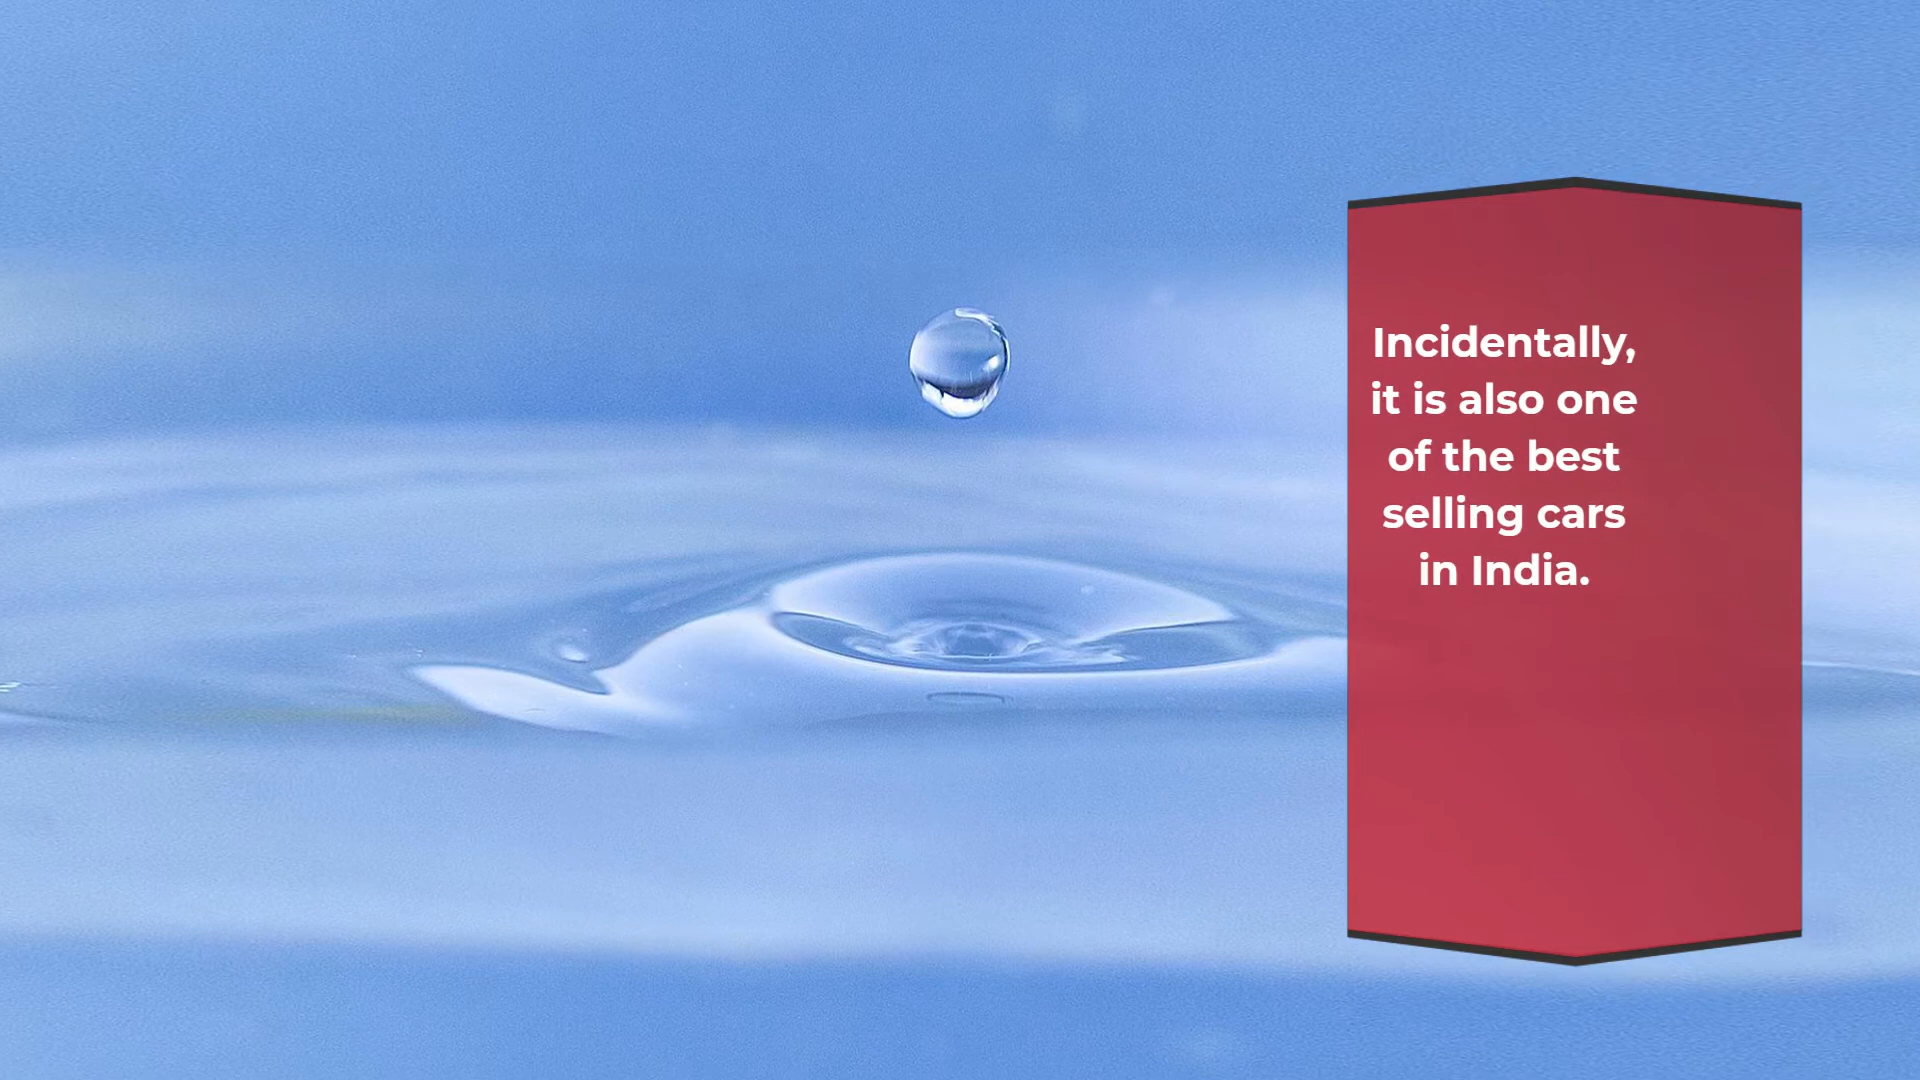 Incidentally,
it is also one
of the best
selling cars
in India.